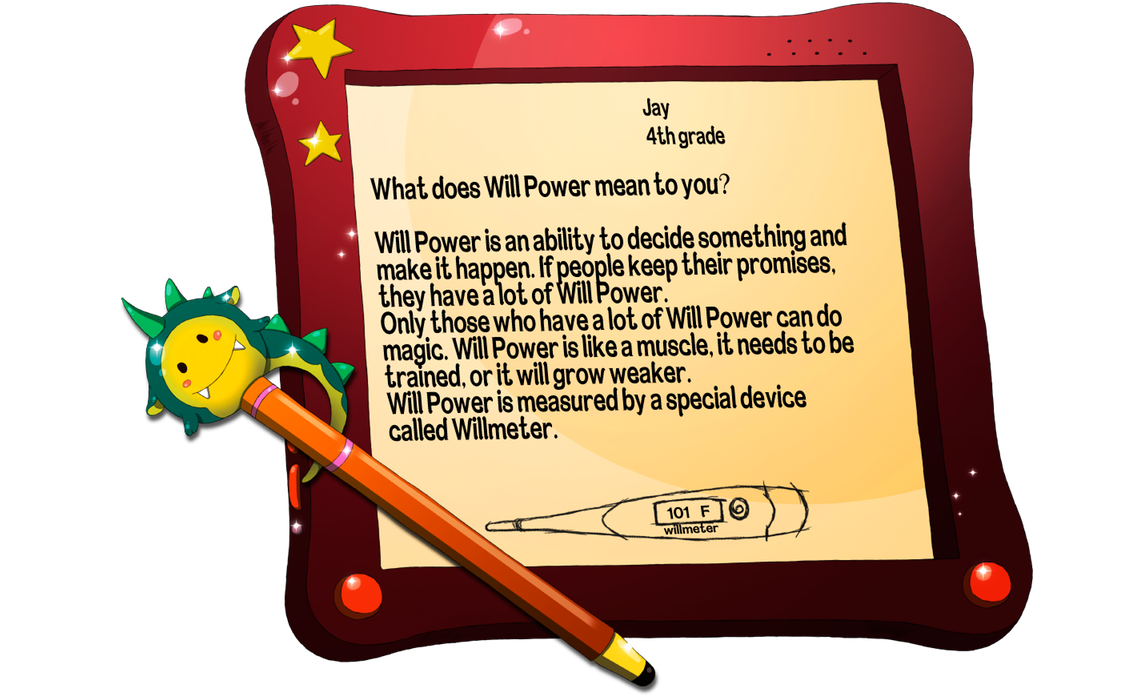 Jay
4th grade
What does Will Power mean to you?
Will Power is an ability to decide something and
make it happen. If people keep their promises,
they have a lot of Will Power.
Only those who have a lot of Will Power can do
magic. Will Power is like a muscle, it needs to be
trained, or it will grow weaker.
Will Power is measured by a special device
called Willmeter.
101 F
willmeter